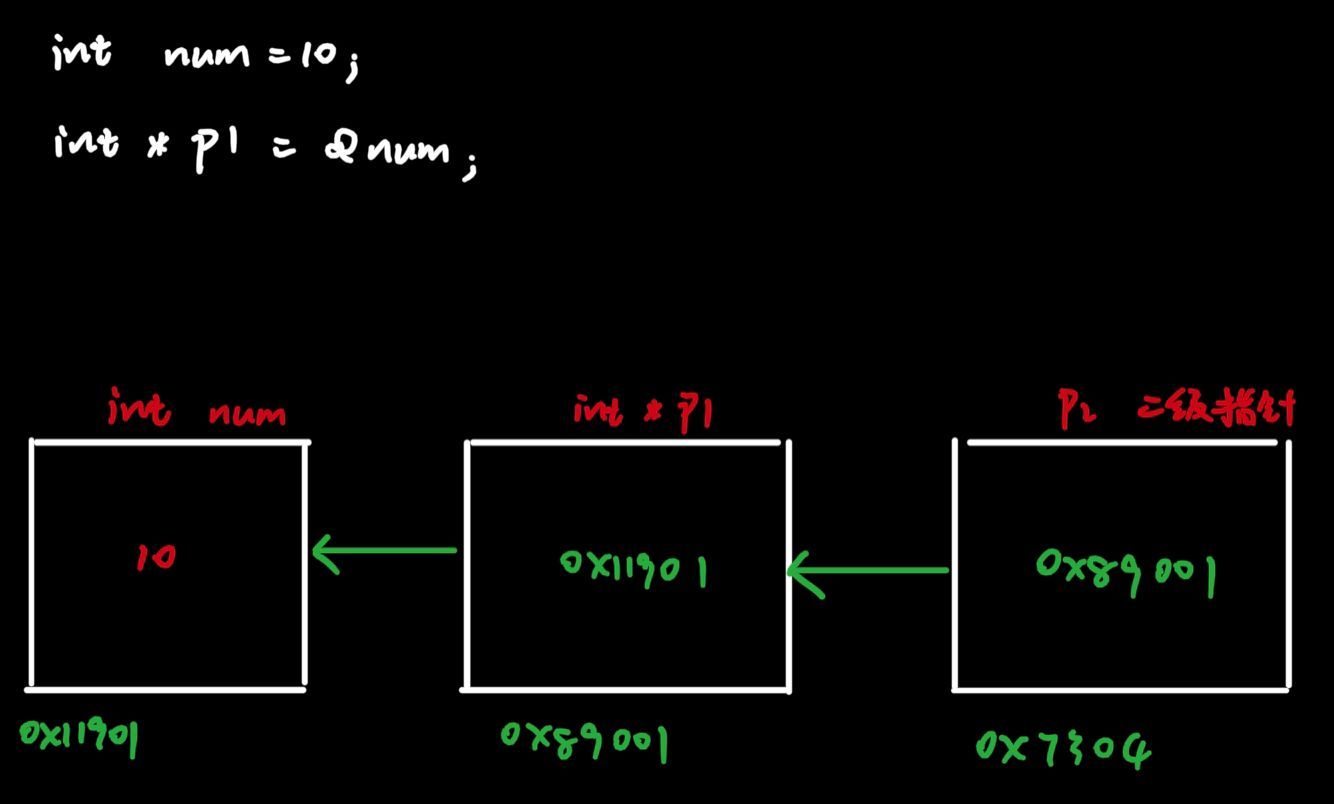 int num = 10;
int * p1 = &num;
int num
int * p1
p2 二级指针
10
0x11901
0x89001
0x11901
0x89001
0x7304